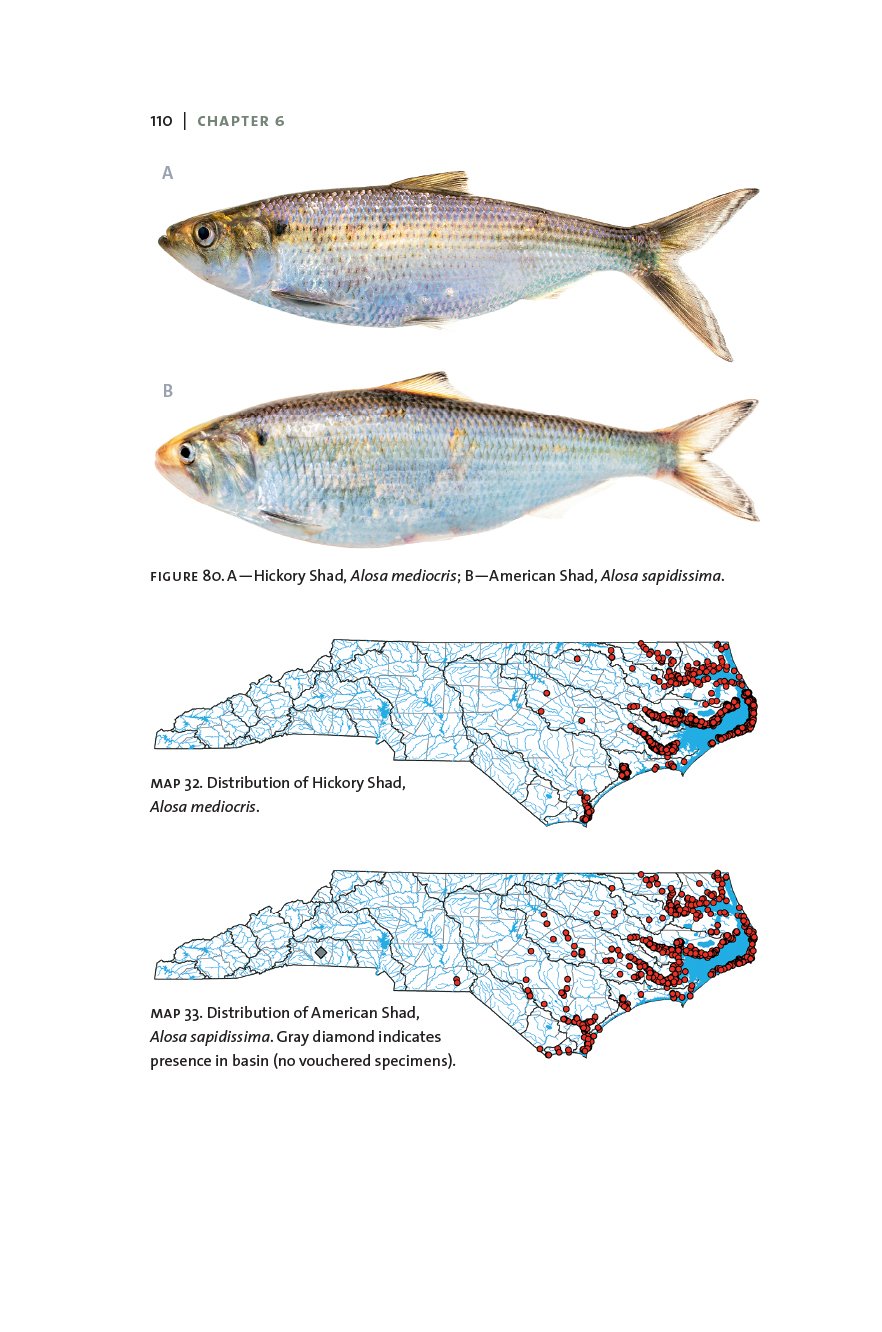 110 | CHAPTER 6
A
B
FIGURE 80. A—Hickory Shad, Alosa mediocris; B—American Shad, Alosa sapidissima.
MAP 32. Distribution of Hickory Shad,
Alosa mediocris.
MAP 33. Distribution of American Shad,
Alosa sapidissima. Gray diamond indicates
presence in basin (no vouchered specimens).